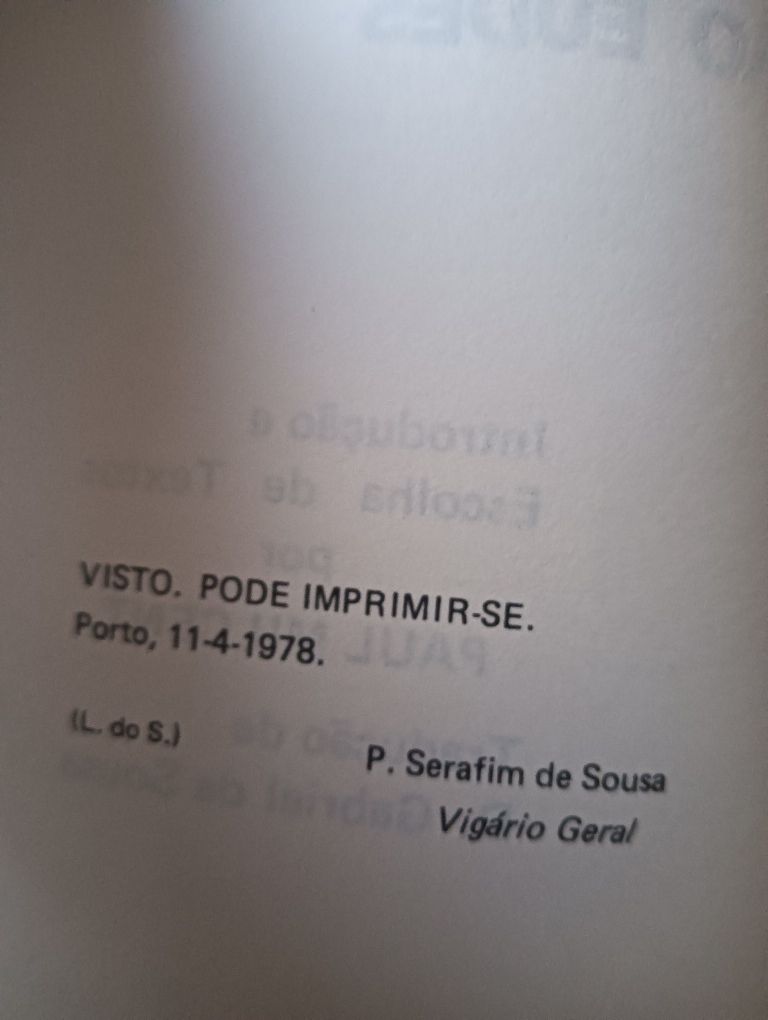 VISTO. PODE IMPRIMIR-SE.
Porto, 11-4-1978.
(L. do S.)
P. Serafim de Sousa
Vigário Geral